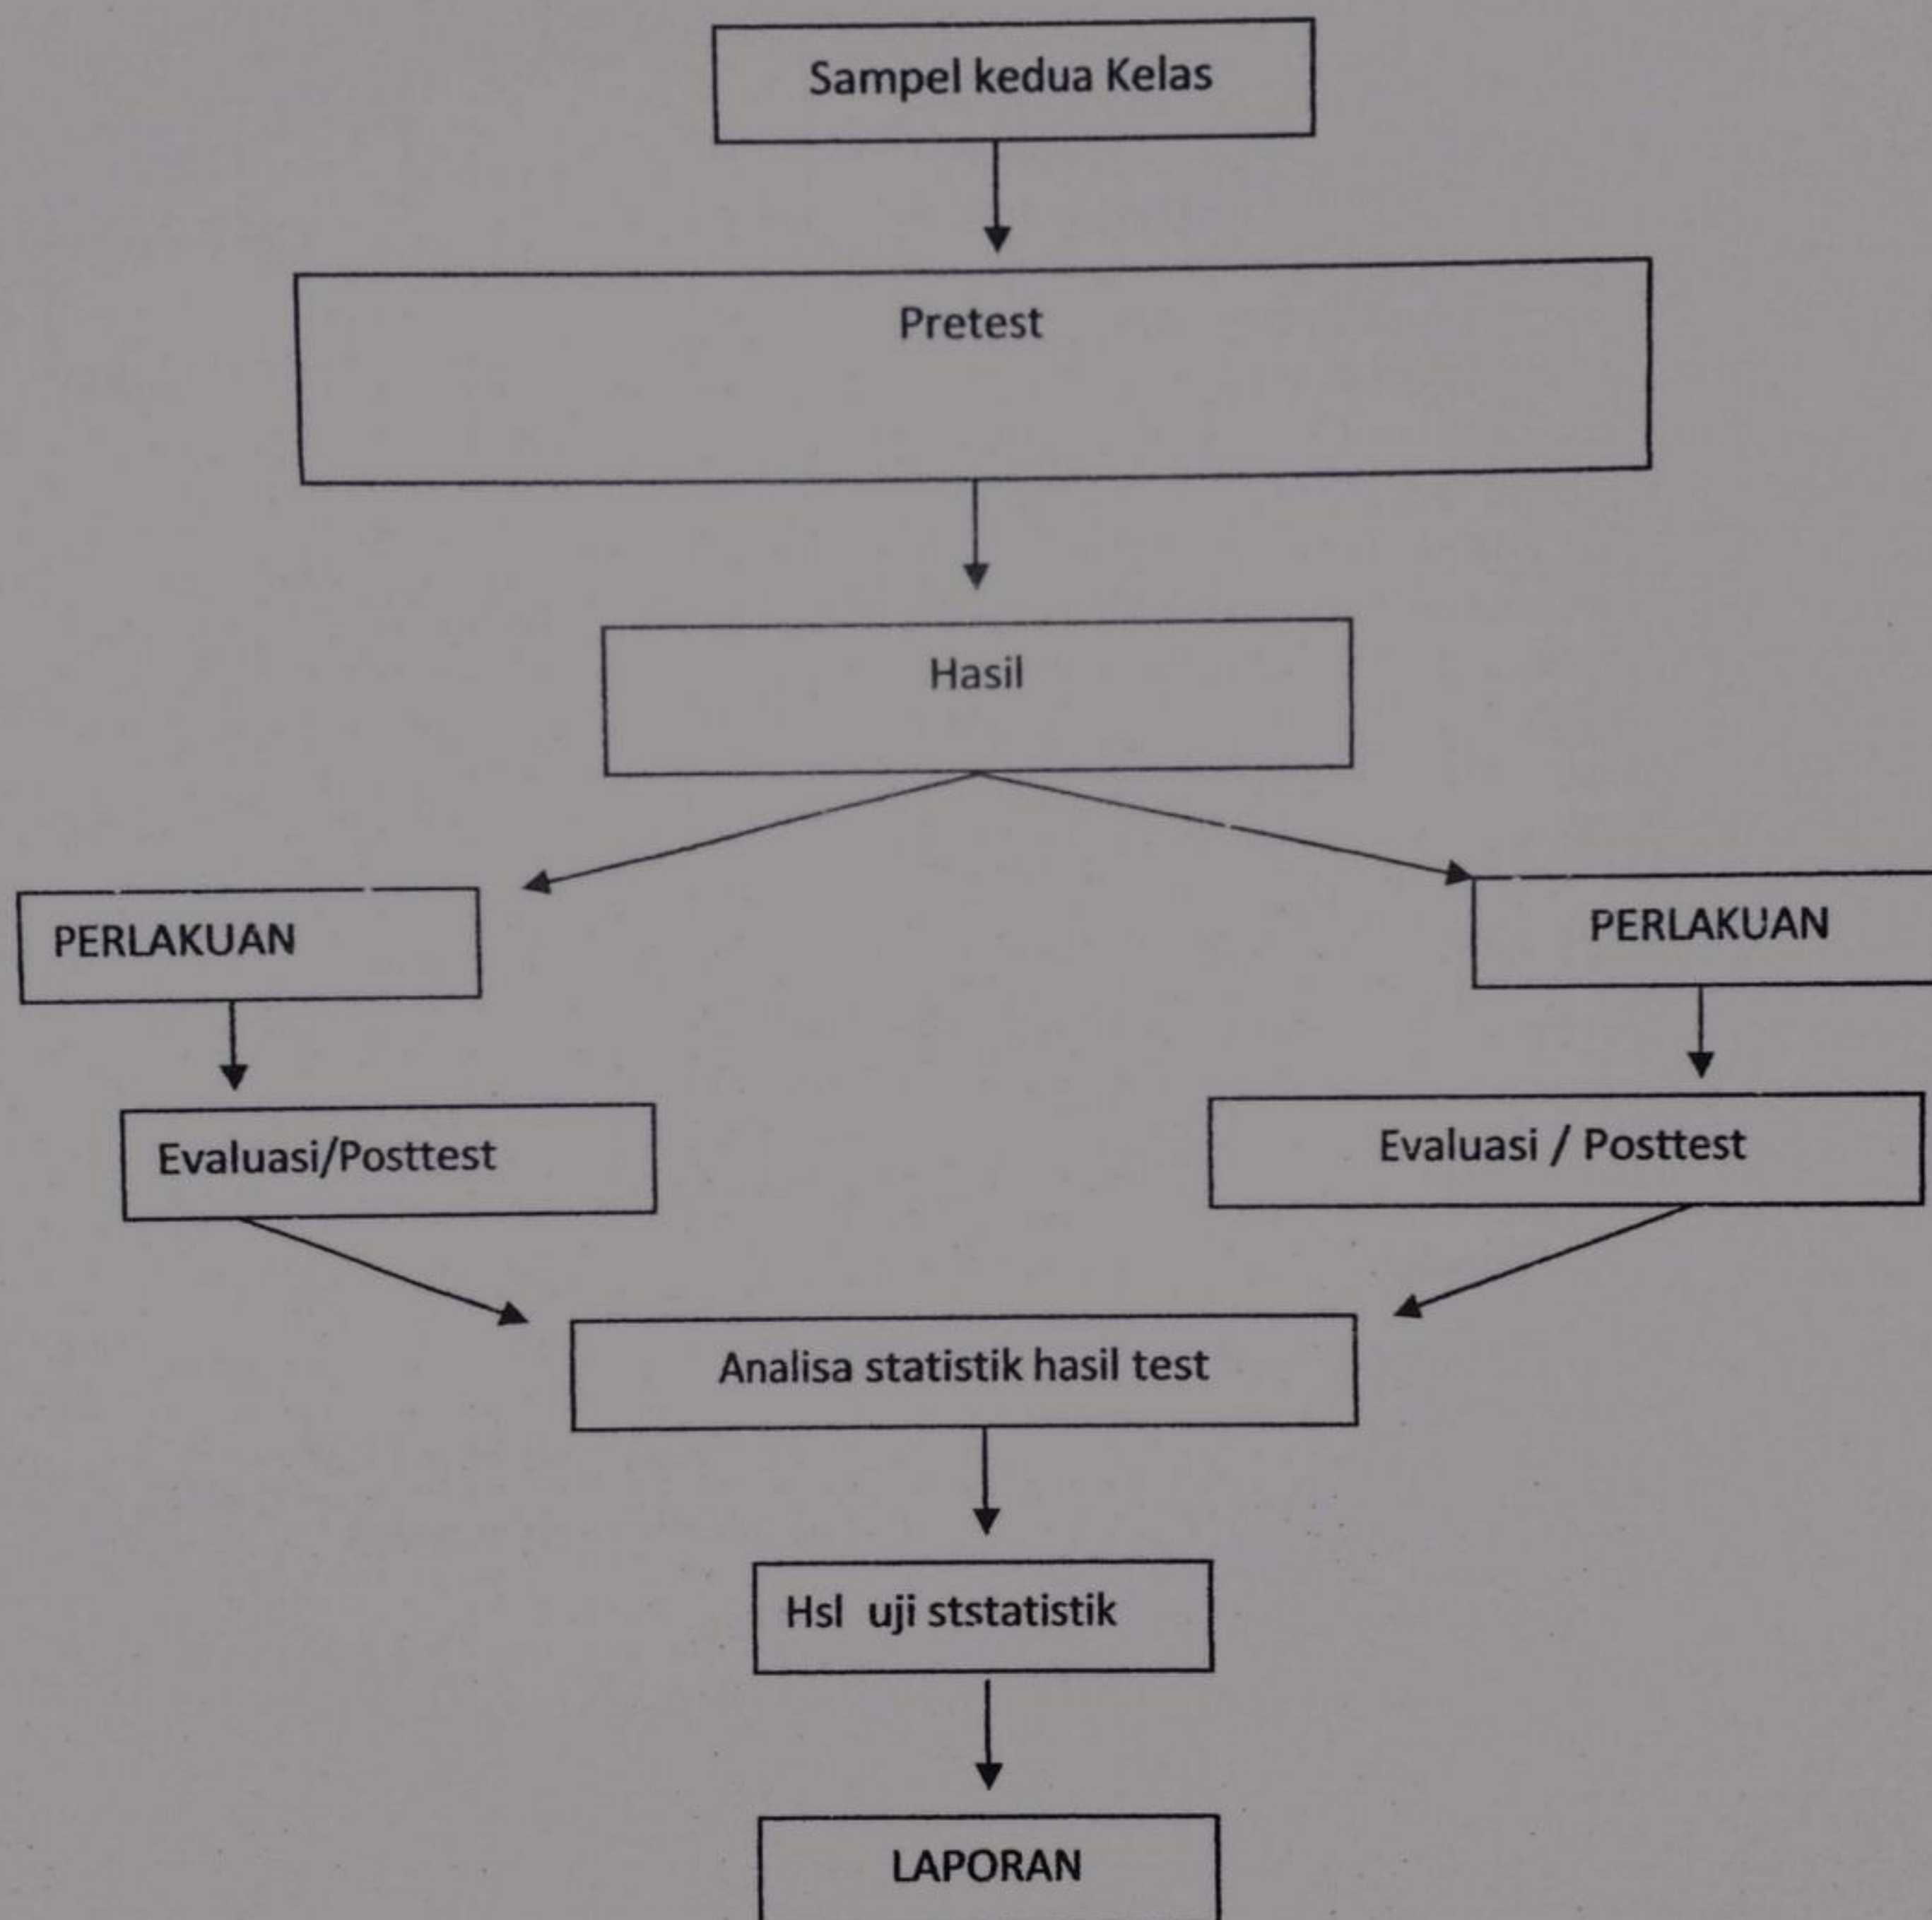 Sampel kedua Kelas
Pretest
Hasil
PERLAKUAN
PERLAKUAN
Evaluasi/Posttest
Evaluasi / Posttest
Analisa statistik hasil test
Hsl uji ststatistik
LAPORAN